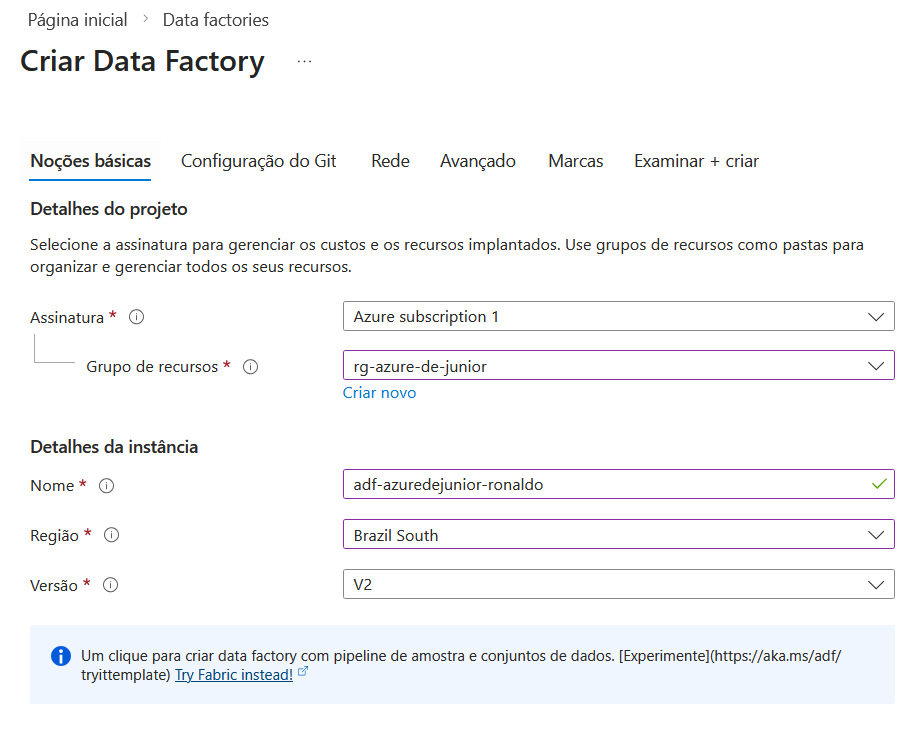 Página inicial > Data factories
Criar Data Factory ...
Noções básicas Configuração do Git Rede Avançado Marcas Examinar + criar
Detalhes do projeto
Selecione a assinatura para gerenciar os custos e os recursos implantados. Use grupos de recursos como pastas para
organizar e gerenciar todos os seus recursos.
Assinatura * Azure subscription 1
Grupo de recursos * rg-azure-de-junior
Criar novo
Detalhes da instância
Nome * adf-azuredejunior-ronaldo
Região * Brazil South
Versão * V2
Um clique para criar data factory com pipeline de amostra e conjuntos de dados. [Experimente](https://aka.ms/adf/
tryittemplate) Try Fabric instead!